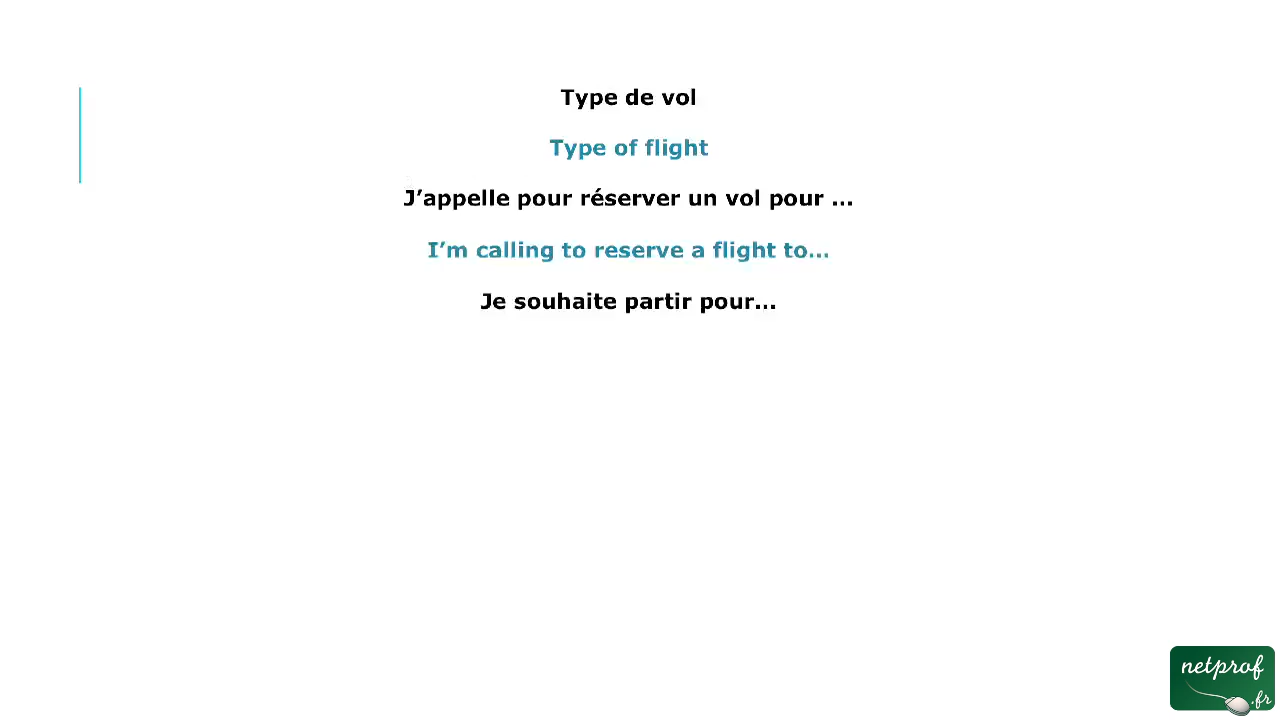 Type de vol
Type of flight
J’appelle pour réserver un vol pour ...
I’m calling to reserve a flight to...
Je souhaite partir pour...
netprof
.fr